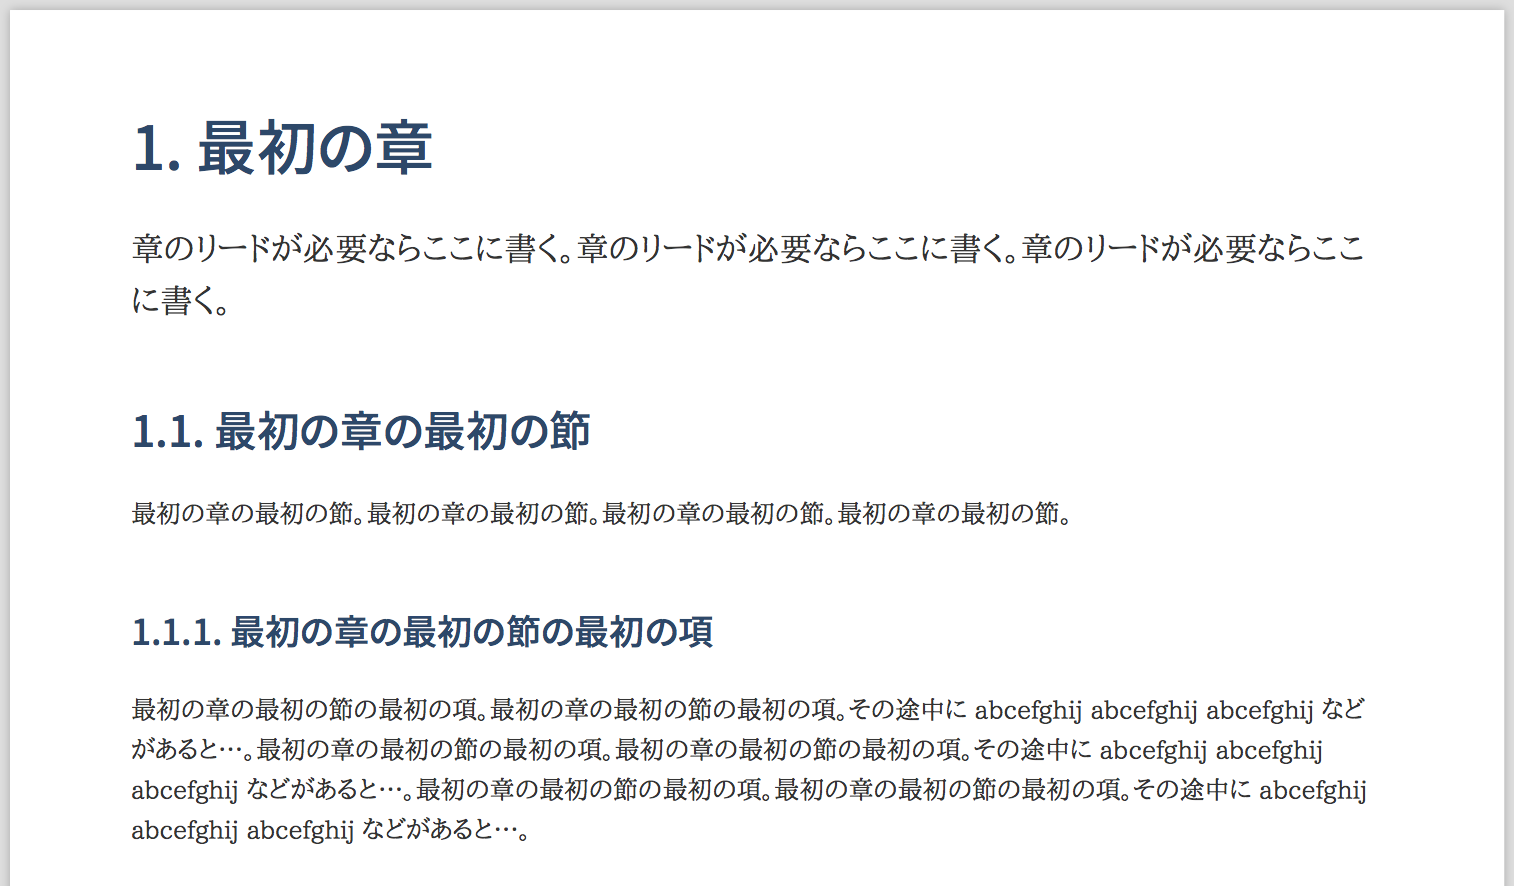 1. 最初の章
章のリードが必要ならここに書く。章のリードが必要ならここに書く。章のリードが必要ならここ
に書く。
1.1. 最初の章の最初の節
最初の章の最初の節。最初の章の最初の節。最初の章の最初の節。最初の章の最初の節。
1.1.1. 最初の章の最初の節の最初の項
最初の章の最初の節の最初の項。最初の章の最初の節の最初の項。その途中に abcefghij abcefghij abcefghij など
があると…。最初の章の最初の節の最初の項。最初の章の最初の節の最初の項。その途中に abcefghij abcefghij
abcefghij などがあると…。最初の章の最初の節の最初の項。最初の章の最初の節の最初の項。その途中に abcefghij
abcefghij abcefghij などがあると…。